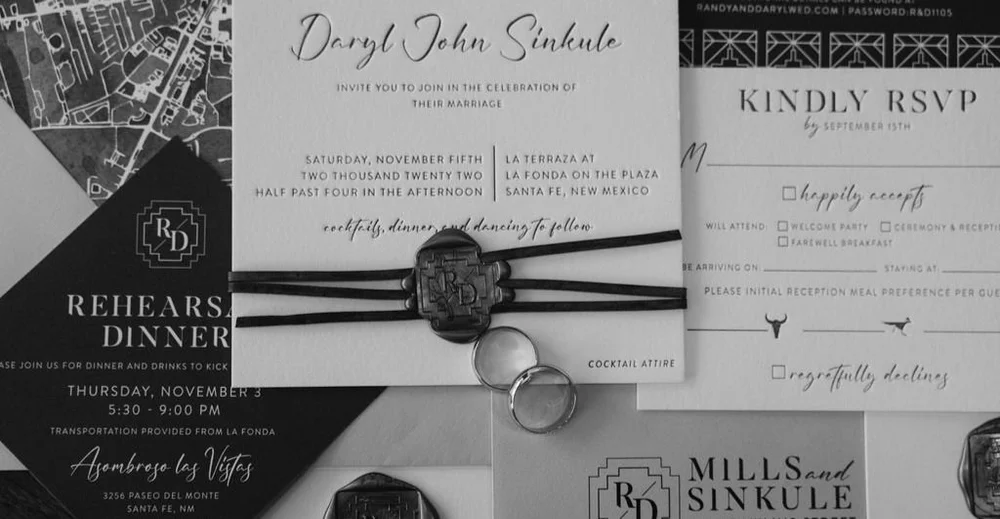 RANDYANDDARYLWED.COM | PASSWORD:R&D1105
Daryl John Sinkule
INVITE YOU TO JOIN IN THE CELEBRATION OF
THEIR MARRIAGE
SATURDAY, NOVEMBER FIFTH
TWO THOUSAND TWENTY TWO
HALF PAST FOUR IN THE AFTERNOON
LA TERRAZA AT
LA FONDA ON THE PLAZA
SANTA FE, NEW MEXICO
cocktails, dinner, and dancing to follow
RD
COCKTAIL ATTIRE
KINDLY RSVP
by SEPTEMBER 15TH
M
happily accepts
WILL ATTEND: WELCOME PARTY CEREMONY & RECEPTI
FAREWELL BREAKFAST
BE ARRIVING ON: STAYING AT:
PLEASE INITIAL RECEPTION MEAL PREFERENCE PER GUE
regretfully declines
RD
REHEARSA
DINNER
ASE JOIN US FOR DINNER AND DRINKS TO KICK
THURSDAY, NOVEMBER 3
5:30 - 9:00 PM
TRANSPORTATION PROVIDED FROM LA FONDA
Asombroso las Vistas
3256 PASEO DEL MONTE
SANTA FE, NM
RD
MILLS and
SINKULE